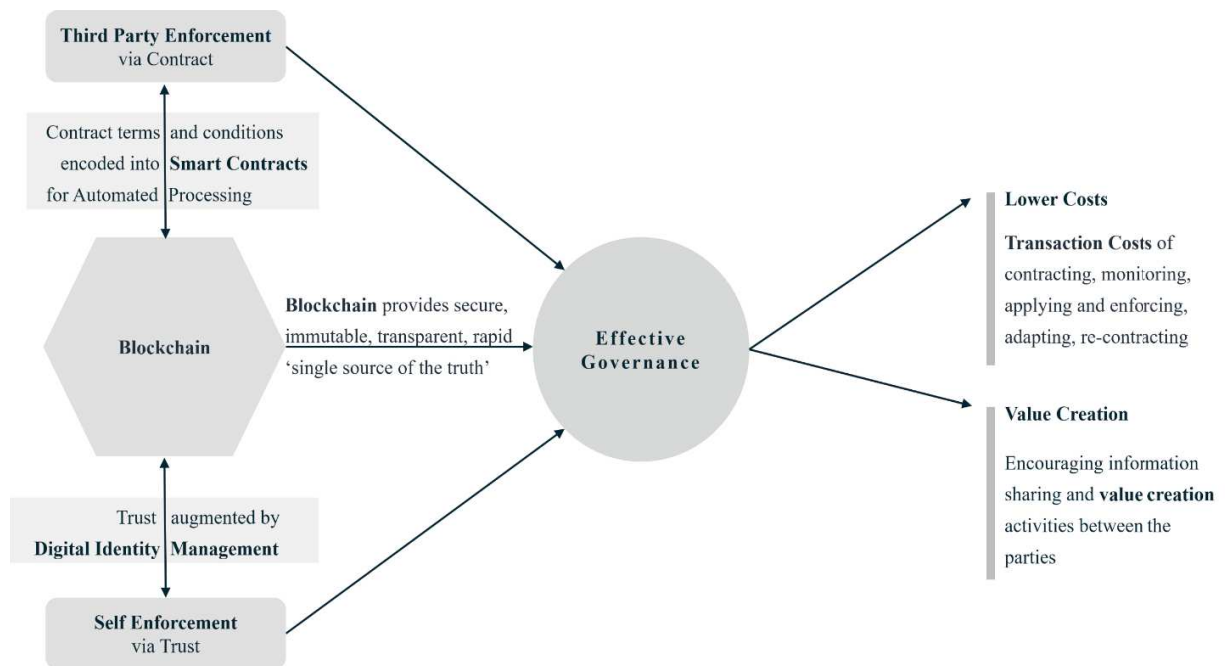 Third Party Enforcement
via Contract
Contract terms and conditions
encoded into Smart Contracts
for Automated Processing
Blockchain
Blockchain provides secure,
immutable, transparent, rapid
‘single source of the truth’
Trust augmented by
Digital Identity Management
Self Enforcement
via Trust
Effective
Governance
Lower Costs
Transaction Costs of
contracting, monitoring,
applying and enforcing,
adapting, re-contracting
Value Creation
Encouraging information
sharing and value creation
activities between the
parties